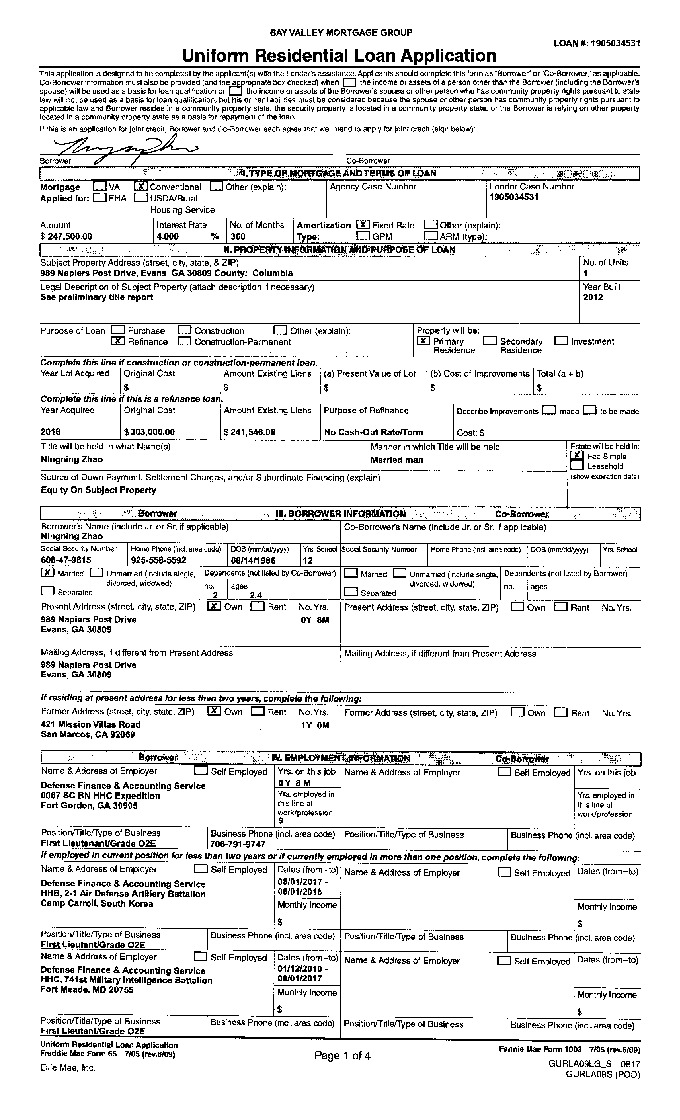 BAY VALLEY MORTGAGE GROUP
LOAN #: 1905034531
Uniform Residential Loan Application
This application is designed to be completed by the applicant(s) with the Lender's assistance. Applicants should complete this form as "Borrower" or "Co-Borrower," as applicable.
Co-Borrower information must also be provided (and the appropriate box checked) when the income or assets of a person other than the Borrower (including the Borrower's
spouse) will be used as a basis for loan qualification or the income or assets of the Borrower's spouse or other person who has community property rights pursuant to state
law will not be used as a basis for loan qualification, but his or her liabilities must be considered because the spouse or other person has community property rights pursuant to
applicable law and Borrower resides in a community property state, the security property is located in a community property state, or the Borrower is relying on other property
located in a community property state as a basis for repayment of the loan.
If this is an application for joint credit, Borrower and Co-Borrower each agree that we intend to apply for joint credit (sign below):
Borrower Co-Borrower
I. TYPE OF MORTGAGE AND TERMS OF LOAN
Mortgage VA X Conventional Other (explain): Agency Case Number Lender Case Number
Applied for: FHA USDA/Rural 1905034531
Housing Service
Amount Interest Rate No. of Months Amortization X Fixed Rate Other (explain):
$ 247,500.00 4.000 % 360 Type: GPM ARM (type):
II. PROPERTY INFORMATION AND PURPOSE OF LOAN
Subject Property Address (street, city, state, & ZIP) No. of Units
989 Napiers Post Drive, Evans GA 30809 County: Columbia 1
Legal Description of Subject Property (attach description if necessary) Year Built
See preliminary title report 2012
Purpose of Loan Purchase Construction Other (explain): Property will be:
X Refinance Construction-Permanent X Primary Residence Secondary Residence Investment
Complete this line if construction or construction-permanent loan.
Year Lot Acquired Original Cost Amount Existing Liens (a) Present Value of Lot (b) Cost of Improvements Total (a + b)
$ $ $ $ $
Complete this line if this is a refinance loan.
Year Acquired Original Cost Amount Existing Liens Purpose of Refinance Describe Improvements made to be made
2018 $ 303,000.00 $ 241,546.00 No Cash-Out Rate/Term Cost: $
Title will be held in what Name(s) Manner in which Title will be held Estate will be held in:
Ningning Zhao Married man X Fee Simple
Leasehold
Source of Down Payment, Settlement Charges, and/or Subordinate Financing (explain) (show expiration date)
Equity On Subject Property
Borrower III. BORROWER INFORMATION Co-Borrower
Borrower's Name (include Jr. or Sr. if applicable) Co-Borrower's Name (include Jr. or Sr. if applicable)
Ningning Zhao
Social Security Number Home Phone (incl. area code) DOB (mm/dd/yyyy) Yrs. School Social Security Number Home Phone (incl. area code) DOB (mm/dd/yyyy) Yrs. School
608-47-9815 925-558-5592 08/14/1986 12
X Married Unmarried (include single, divorced, widowed) Dependents (not listed by Co-Borrower) Married Unmarried (include single, divorced, widowed) Dependents (not listed by Borrower)
Separated no. ages Separated no. ages
2 2,4
Present Address (street, city, state, ZIP) X Own Rent No. Yrs. Present Address (street, city, state, ZIP) Own Rent No. Yrs.
989 Napiers Post Drive 0Y 8M
Evans, GA 30809
Mailing Address, if different from Present Address Mailing Address, if different from Present Address
989 Napiers Post Drive
Evans, GA 30809
If residing at present address for less than two years, complete the following:
Former Address (street, city, state, ZIP) X Own Rent No. Yrs. Former Address (street, city, state, ZIP) Own Rent No. Yrs.
421 Mission Villas Road 1Y 0M
San Marcos, CA 92069
Borrower IV. EMPLOYMENT INFORMATION Co-Borrower
Name & Address of Employer Self Employed Yrs. on this job Name & Address of Employer Self Employed Yrs. on this job
Defense Finance & Accounting Service 0Y 8M
Yrs. employed in this line of work/profession Yrs. employed in this line of work/profession
BN HHC Expedition
Fort Gordon, GA 30905 9
Position/Title/Type of Business Business Phone (incl. area code) Position/Title/Type of Business Business Phone (incl. area code)
First Lieutenant/Grade O2E 706-791-9747
If employed in current position for less than two years or if currently employed in more than one position, complete the following:
Name & Address of Employer Self Employed Dates (from-to) Name & Address of Employer Self Employed Dates (from-to)
Defense Finance & Accounting Service 08/01/2017 -
HHB, 2-1 Air Defense Artillery Battalion 08/01/2018
Camp Carroll, South Korea Monthly Income Monthly Income
$ $
Position/Title/Type of Business Business Phone (incl. area code) Position/Title/Type of Business Business Phone (incl. area code)
First Lieutant/Grade O2E
Name & Address of Employer Self Employed Dates (from-to) Name & Address of Employer Self Employed Dates (from-to)
Defense Finance & Accounting Service 01/12/2010 -
HHC, 741st Military Intelligence Battalion 08/01/2017
Fort Meade, MD 20755 Monthly Income Monthly Income
$ $
Position/Title/Type of Business Business Phone (incl. area code) Position/Title/Type of Business Business Phone (incl. area code)
First Lieutant/Grade O2E
Uniform Residential Loan Application
Freddie Mac Form 65 7/05 (rev.6/09) Page 1 of 4 Fannie Mae Form 1003 7/05 (rev.6/09)
Ellie Mae, Inc. GURLA09LG_S 0817
GURLA09S (POD)